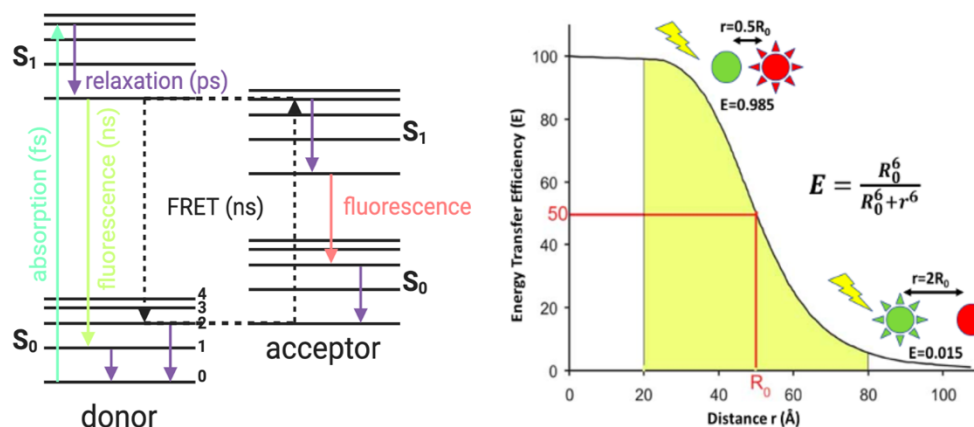 S1
relaxation (ps)
absorption (fs)
fluorescence (ns)
FRET (ns)
S1
fluorescence
S0
4
3
2
1
0
S0
donor
acceptor
r=0.5R0
E=0.985
E = R0^6 / (R0^6 + r^6)
r=2R0
E=0.015
Energy Transfer Efficiency (E)
100
80
60
50
40
20
0
0
20
40
R0
60
80
100
Distance r (Å)